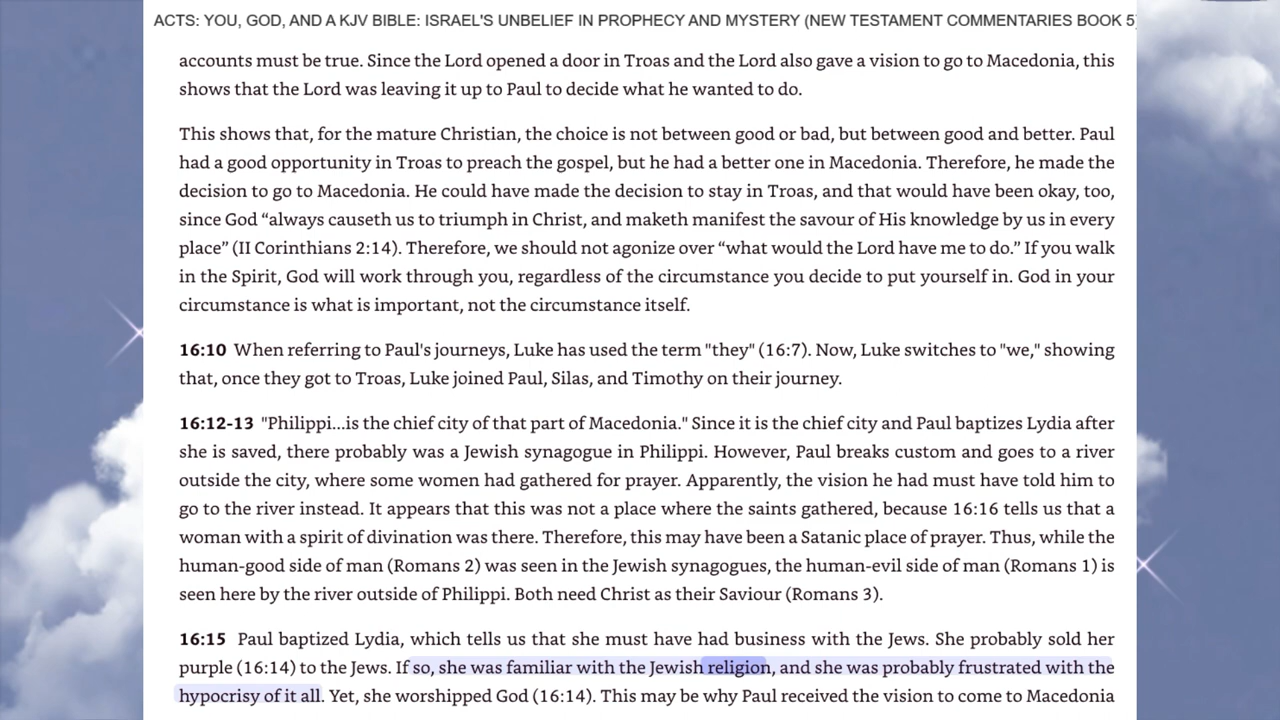 ACTS: YOU, GOD, AND A KJV BIBLE: ISRAEL'S UNBELIEF IN PROPHECY AND MYSTERY (NEW TESTAMENT COMMENTARIES BOOK 5)
accounts must be true. Since the Lord opened a door in Troas and the Lord also gave a vision to go to Macedonia, this
shows that the Lord was leaving it up to Paul to decide what he wanted to do.
This shows that, for the mature Christian, the choice is not between good or bad, but between good and better. Paul
had a good opportunity in Troas to preach the gospel, but he had a better one in Macedonia. Therefore, he made the
decision to go to Macedonia. He could have made the decision to stay in Troas, and that would have been okay, too,
since God “always causeth us to triumph in Christ, and maketh manifest the savour of His knowledge by us in every
place” (II Corinthians 2:14). Therefore, we should not agonize over “what would the Lord have me to do.” If you walk
in the Spirit, God will work through you, regardless of the circumstance you decide to put yourself in. God in your
circumstance is what is important, not the circumstance itself.
16:10 When referring to Paul's journeys, Luke has used the term "they" (16:7). Now, Luke switches to "we," showing
that, once they got to Troas, Luke joined Paul, Silas, and Timothy on their journey.
16:12-13 "Philippi...is the chief city of that part of Macedonia." Since it is the chief city and Paul baptizes Lydia after
she is saved, there probably was a Jewish synagogue in Philippi. However, Paul breaks custom and goes to a river
outside the city, where some women had gathered for prayer. Apparently, the vision he had must have told him to
go to the river instead. It appears that this was not a place where the saints gathered, because 16:16 tells us that a
woman with a spirit of divination was there. Therefore, this may have been a Satanic place of prayer. Thus, while the
human-good side of man (Romans 2) was seen in the Jewish synagogues, the human-evil side of man (Romans 1) is
seen here by the river outside of Philippi. Both need Christ as their Saviour (Romans 3).
16:15 Paul baptized Lydia, which tells us that she must have had business with the Jews. She probably sold her
purple (16:14) to the Jews. If so, she was familiar with the Jewish religion, and she was probably frustrated with the
hypocrisy of it all. Yet, she worshipped God (16:14). This may be why Paul received the vision to come to Macedonia